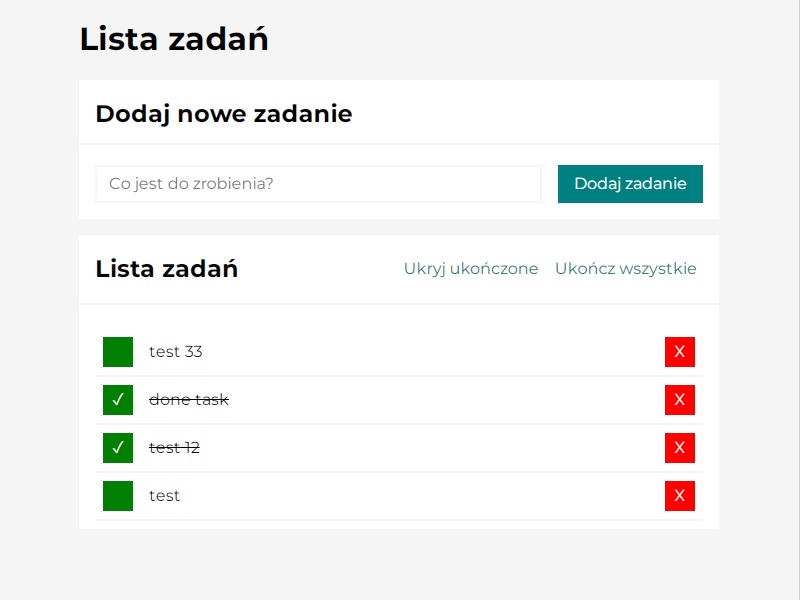 Lista zadań
Dodaj nowe zadanie
Co jest do zrobienia? Dodaj zadanie
Lista zadań Ukryj ukończone Ukończ wszystkie
test 33 X
✓ done task X
✓ test 12 X
test X